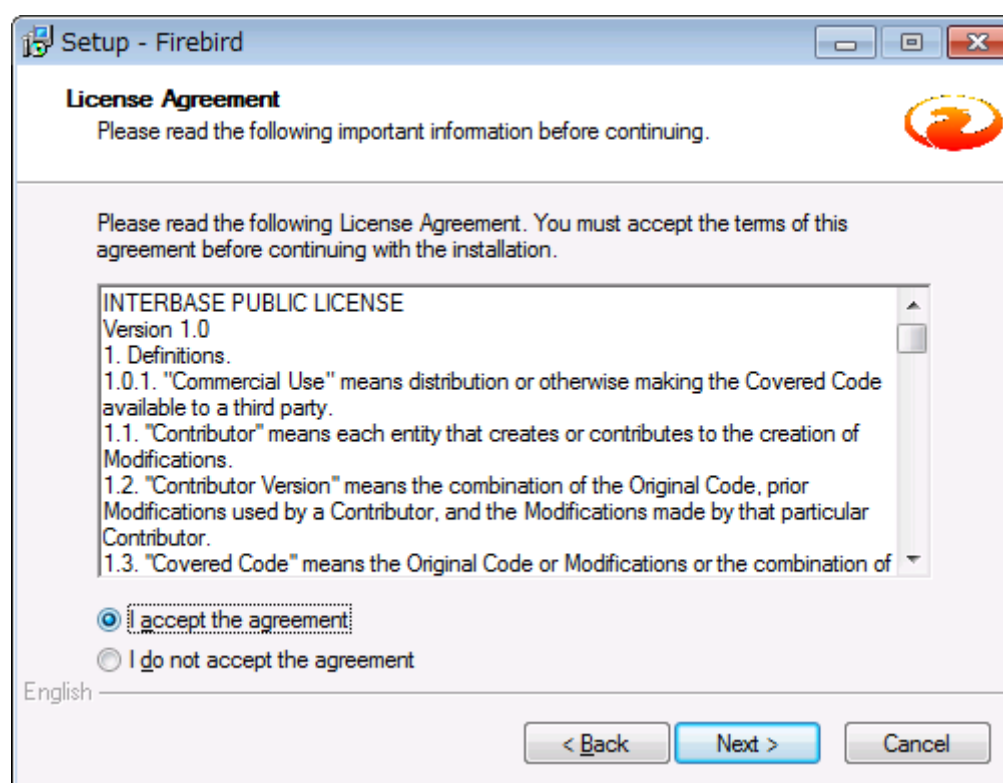 Setup - Firebird
License Agreement
Please read the following important information before continuing.
Please read the following License Agreement. You must accept the terms of this
agreement before continuing with the installation.
INTERBASE PUBLIC LICENSE
Version 1.0
1. Definitions.
1.0.1. "Commercial Use" means distribution or otherwise making the Covered Code
available to a third party.
1.1. "Contributor" means each entity that creates or contributes to the creation of
Modifications.
1.2. "Contributor Version" means the combination of the Original Code, prior
Modifications used by a Contributor, and the Modifications made by that particular
Contributor.
1.3. "Covered Code" means the Original Code or Modifications or the combination of
I accept the agreement
I do not accept the agreement
English
< Back
Next >
Cancel